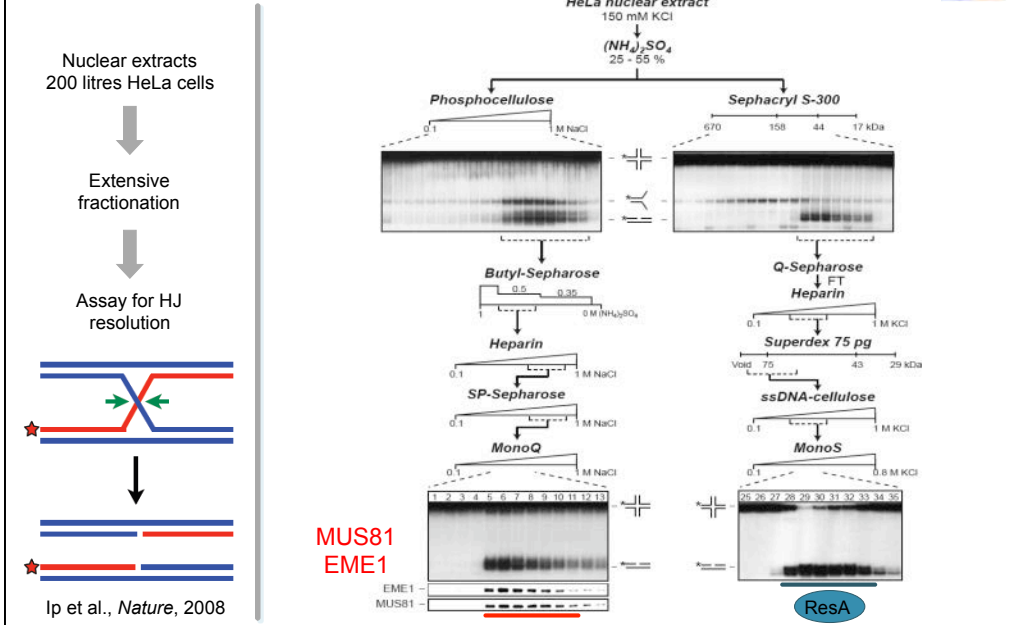 Nuclear extracts
200 litres HeLa cells
Extensive
fractionation
Assay for HJ
resolution
Ip et al., Nature, 2008
HeLa nuclear extract
150 mM KCl
(NH₄)₂SO₄
25 - 55 %
Phosphocellulose
0.1 1 M NaCl
Sephacryl S-300
670 158 44 17 kDa
Butyl-Sepharose
0.5 0.35
1 0 M (NH₄)₂SO₄
Heparin
0.1 1 M NaCl
SP-Sepharose
0.1 1 M NaCl
MonoQ
0.1 1 M NaCl
1 2 3 4 5 6 7 8 9 10 11 12 13
MUS81
EME1
EME1
MUS81
Q-Sepharose
FT
Heparin
0.1 1 M KCl
Superdex 75 pg
Void 75 43 29 kDa
ssDNA-cellulose
0.1 1 M KCl
MonoS
0.1 0.8 M KCl
25 26 27 28 29 30 31 32 33 34 35
ResA